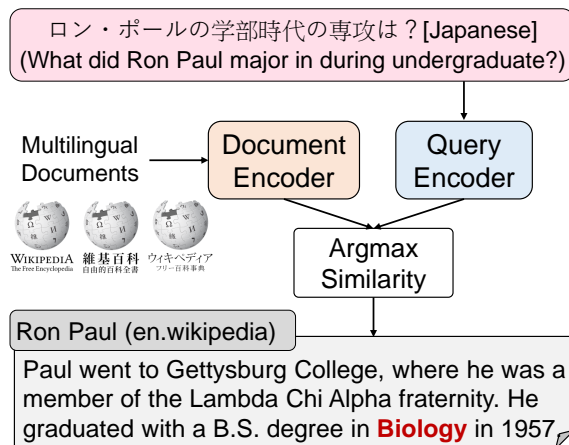 ロン・ポールの学部時代の専攻は？[Japanese]
(What did Ron Paul major in during undergraduate?)
Multilingual
Documents
Document
Encoder
Query
Encoder
WIKIPEDIA
The Free Encyclopedia
維基百科
自由的百科全書
ウィキペディア
フリー百科事典
Argmax
Similarity
Ron Paul (en.wikipedia)
Paul went to Gettysburg College, where he was a
member of the Lambda Chi Alpha fraternity. He
graduated with a B.S. degree in Biology in 1957